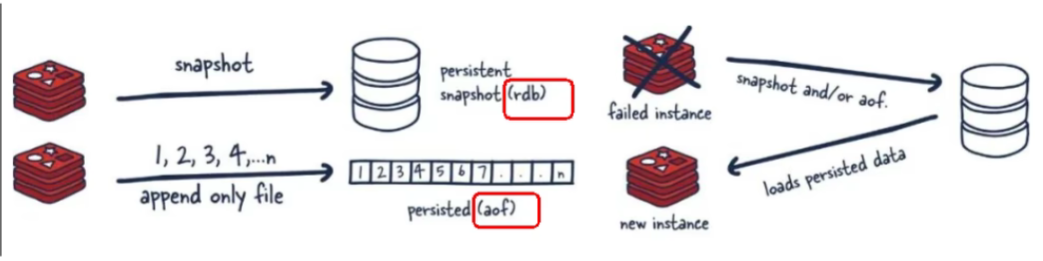 snapshot
persistent
snapshot (rdb)
1, 2, 3, 4,...n
append only file
1 2 3 4 5 6 7 . . . n
persisted (aof)
failed instance
snapshot and/or aof.
loads persisted data
new instance